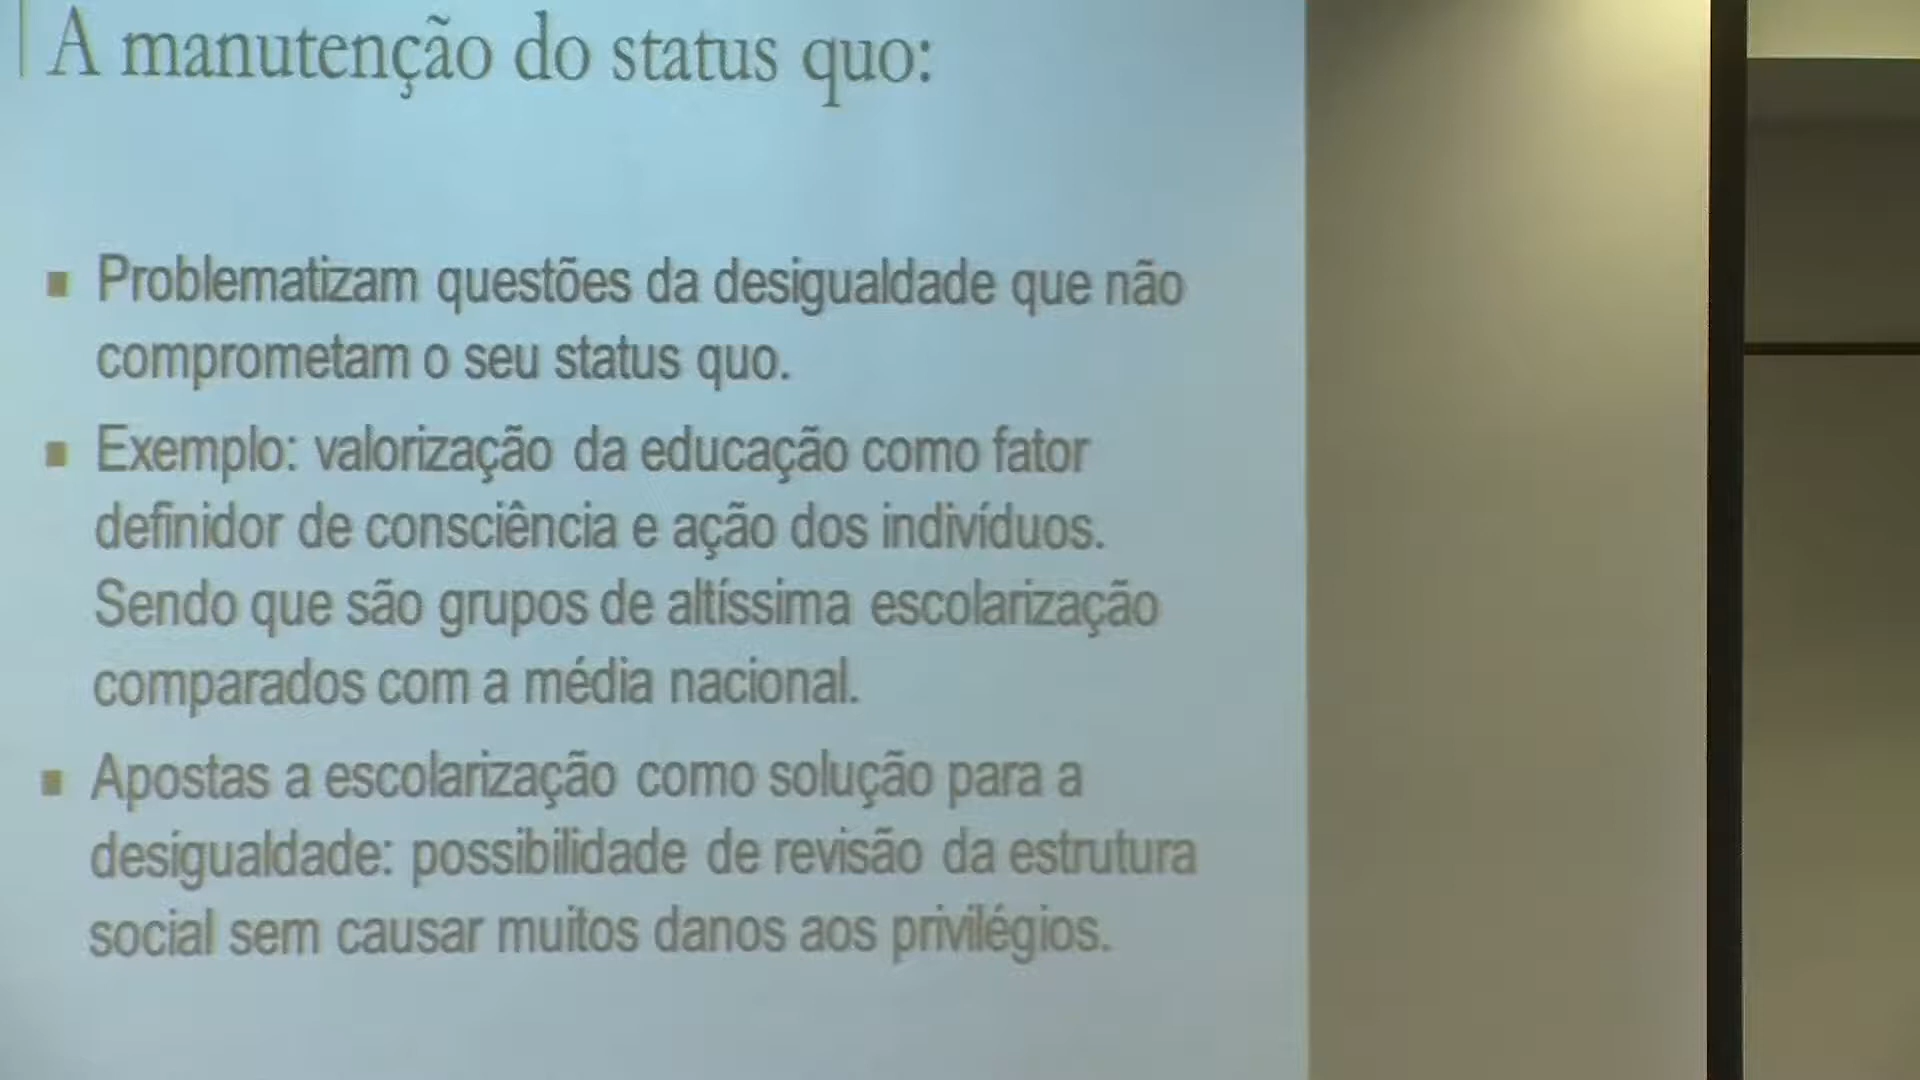 A manutenção do status quo:
▪ Problematizam questões da desigualdade que não
comprometam o seu status quo.
▪ Exemplo: valorização da educação como fator
definidor de consciência e ação dos indivíduos.
Sendo que são grupos de altíssima escolarização
comparados com a média nacional.
▪ Apostas a escolarização como solução para a
desigualdade: possibilidade de revisão da estrutura
social sem causar muitos danos aos privilégios.